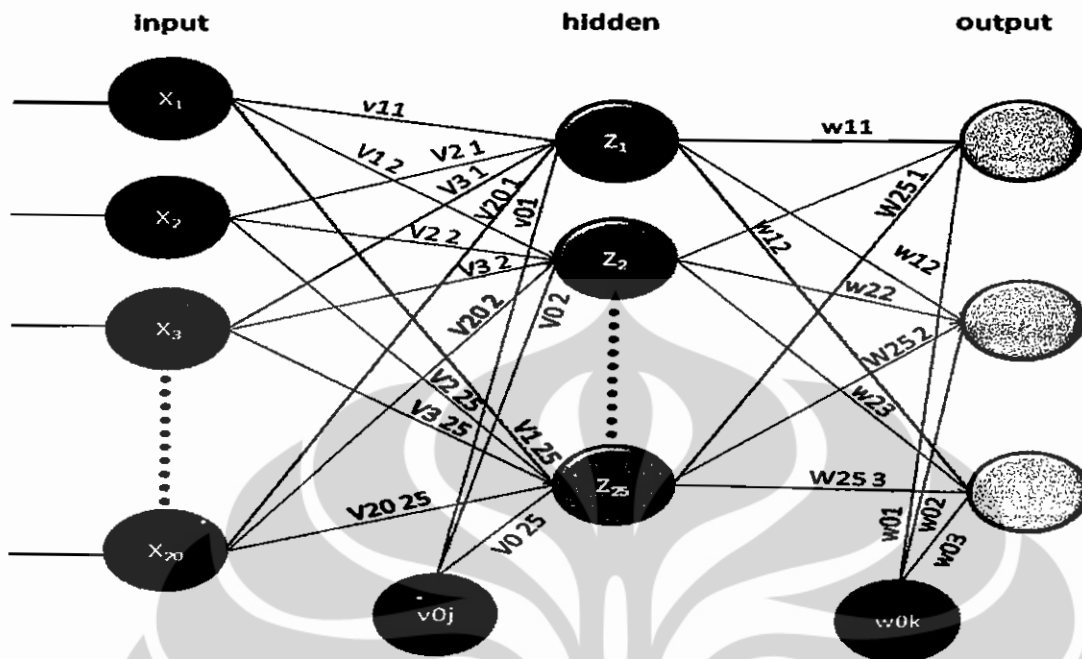 input hidden output
X1
v11
v1 2
V2 1
V3 1
V20 1
v01
Z1
w11
W25 1
w12
w12
X2
V2 2
V3 2
V20 2
V0 2
Z2
w22
W25 2
w23
X3
V2 25
V3 25
V1 25
V20 25
V0 25
Z25
W25 3
w01
w02
w03
X20
v0j
w0k